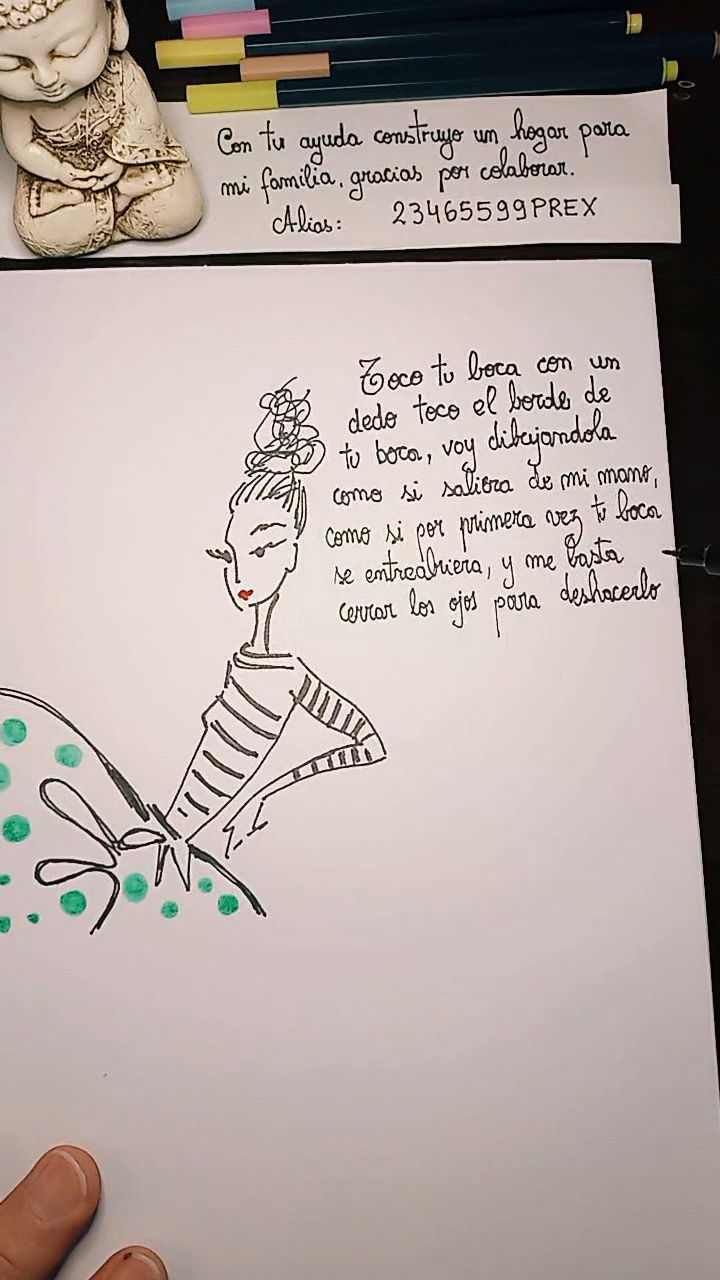 Con tu ayuda construyo un hogar para
mi familia, gracias por colaborar.
Alias: 23465599PREX
Toco tu boca con un
dedo toco el borde de
tu boca, voy dibujandola
como si saliera de mi mano,
como si por primera vez tu boca
se entreabriera, y me basta
cerrar los ojos para deshacerlo